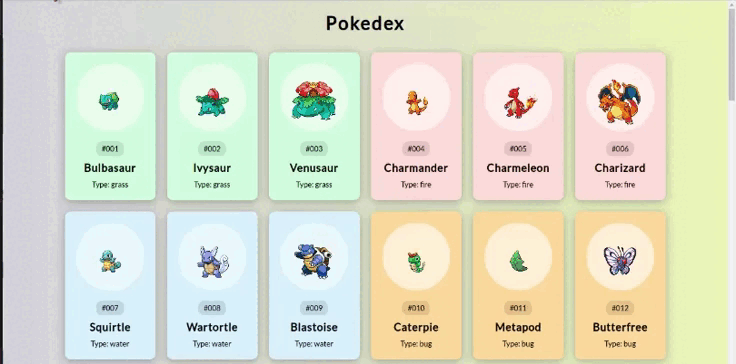 Pokedex
#001
Bulbasaur
Type: grass
#002
Ivysaur
Type: grass
#003
Venusaur
Type: grass
#004
Charmander
Type: fire
#005
Charmeleon
Type: fire
#006
Charizard
Type: fire
#007
Squirtle
Type: water
#008
Wartortle
Type: water
#009
Blastoise
Type: water
#010
Caterpie
Type: bug
#011
Metapod
Type: bug
#012
Butterfree
Type: bug